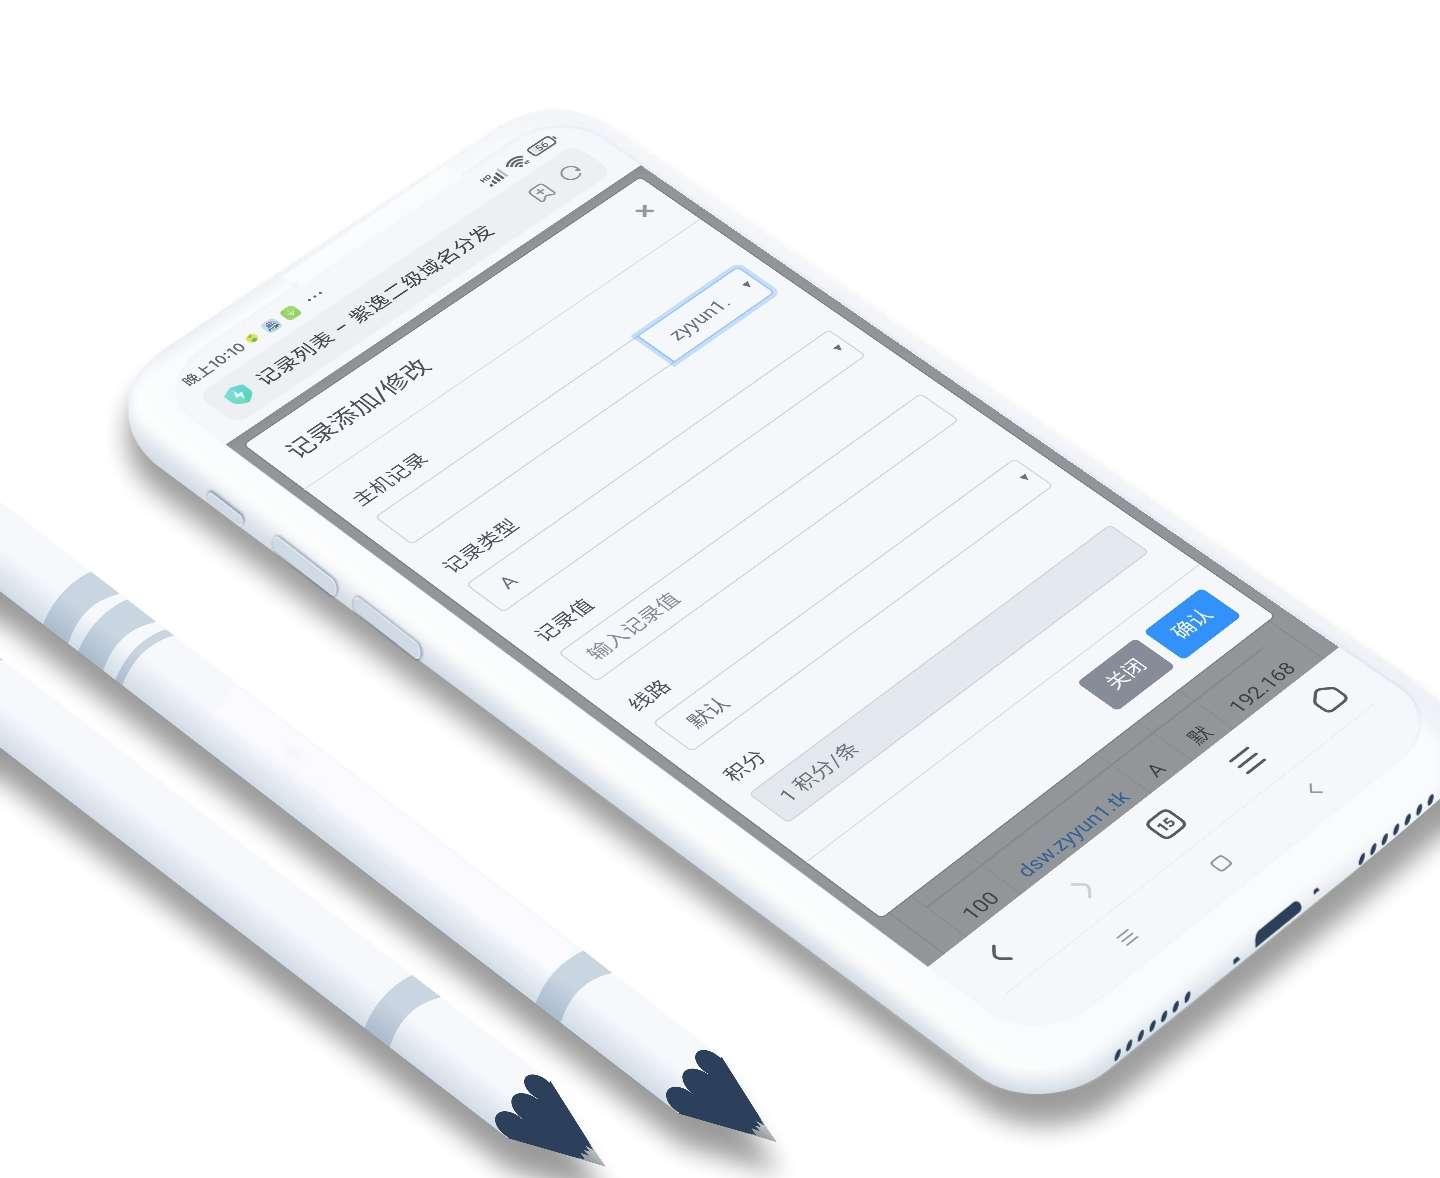 晚上10:10 ... HD 56
记录列表 - 紫逸二级域名分发
×
记录添加/修改
主机记录
zyyun1.
记录类型
A
记录值
输入记录值
线路
默认
积分
1 积分/条
关闭 确认
100 dsw.zyyun1.tk A 默 192.168
15